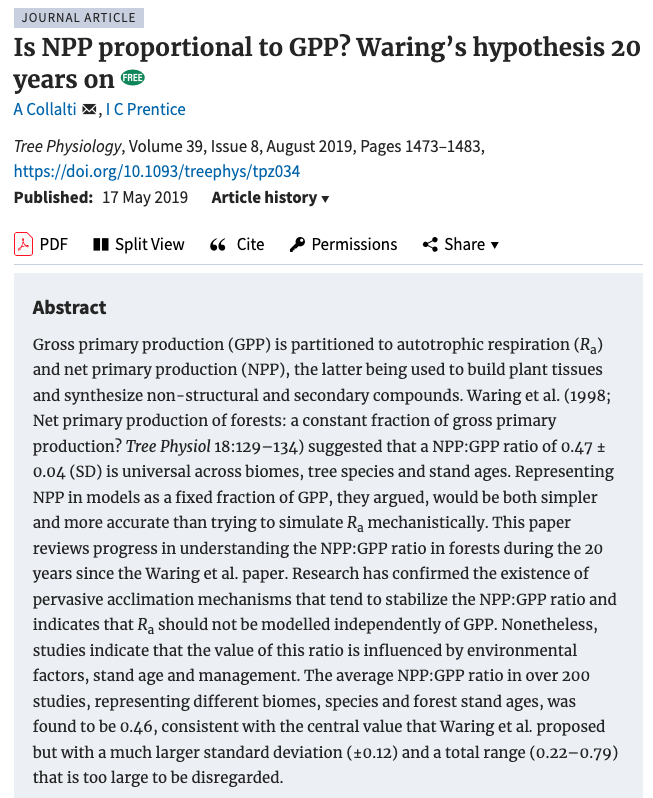 JOURNAL ARTICLE
Is NPP proportional to GPP? Waring’s hypothesis 20
years on FREE
A Collalti, I C Prentice
Tree Physiology, Volume 39, Issue 8, August 2019, Pages 1473–1483,
https://doi.org/10.1093/treephys/tpz034
Published: 17 May 2019 Article history ▾
PDF Split View Cite Permissions Share ▾
Abstract
Gross primary production (GPP) is partitioned to autotrophic respiration (Ra)
and net primary production (NPP), the latter being used to build plant tissues
and synthesize non-structural and secondary compounds. Waring et al. (1998;
Net primary production of forests: a constant fraction of gross primary
production? Tree Physiol 18:129–134) suggested that a NPP:GPP ratio of 0.47 ±
0.04 (SD) is universal across biomes, tree species and stand ages. Representing
NPP in models as a fixed fraction of GPP, they argued, would be both simpler
and more accurate than trying to simulate Ra mechanistically. This paper
reviews progress in understanding the NPP:GPP ratio in forests during the 20
years since the Waring et al. paper. Research has confirmed the existence of
pervasive acclimation mechanisms that tend to stabilize the NPP:GPP ratio and
indicates that Ra should not be modelled independently of GPP. Nonetheless,
studies indicate that the value of this ratio is influenced by environmental
factors, stand age and management. The average NPP:GPP ratio in over 200
studies, representing different biomes, species and forest stand ages, was
found to be 0.46, consistent with the central value that Waring et al. proposed
but with a much larger standard deviation (±0.12) and a total range (0.22–0.79)
that is too large to be disregarded.